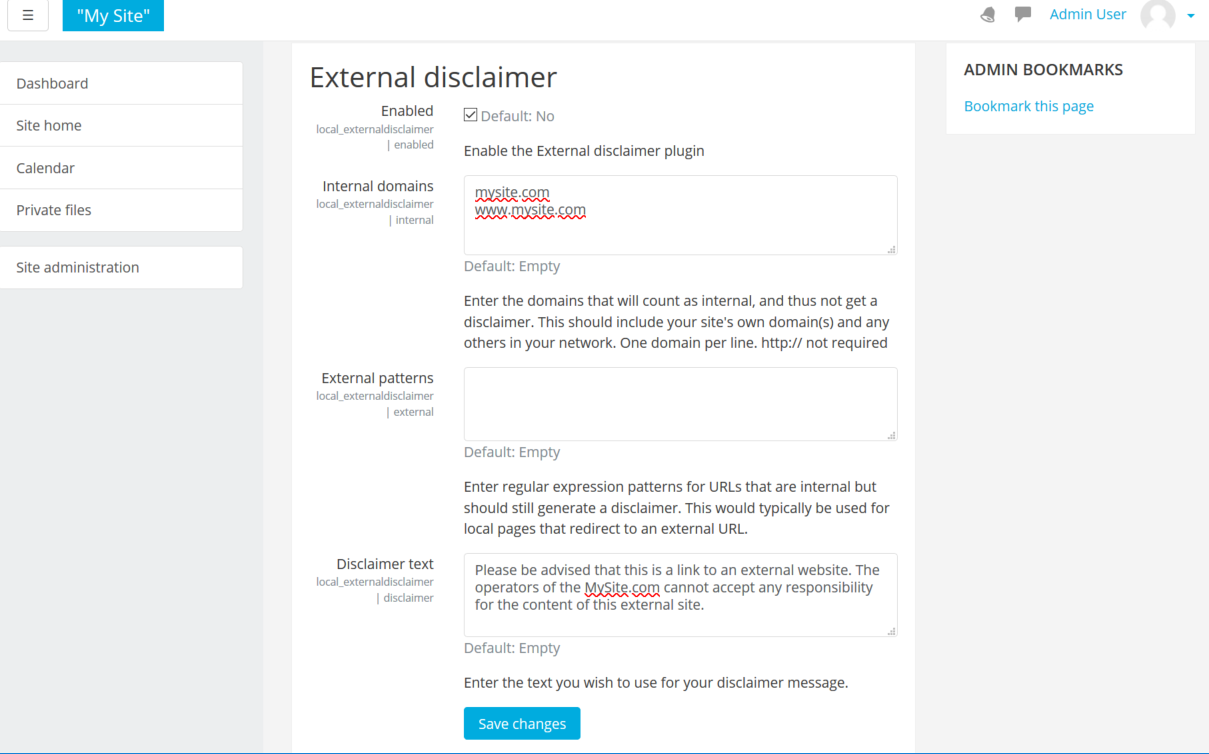 ☰ "My Site" Admin User
Dashboard
Site home
Calendar
Private files
Site administration
External disclaimer
Enabled
local_externaldisclaimer
| enabled
Default: No
Enable the External disclaimer plugin
Internal domains
local_externaldisclaimer
| internal
mysite.com
www.mysite.com
Default: Empty
Enter the domains that will count as internal, and thus not get a
disclaimer. This should include your site's own domain(s) and any
others in your network. One domain per line. http:// not required
External patterns
local_externaldisclaimer
| external
Default: Empty
Enter regular expression patterns for URLs that are internal but
should still generate a disclaimer. This would typically be used for
local pages that redirect to an external URL.
Disclaimer text
local_externaldisclaimer
| disclaimer
Please be advised that this is a link to an external website. The
operators of the MySite.com cannot accept any responsibility
for the content of this external site.
Default: Empty
Enter the text you wish to use for your disclaimer message.
Save changes
ADMIN BOOKMARKS
Bookmark this page